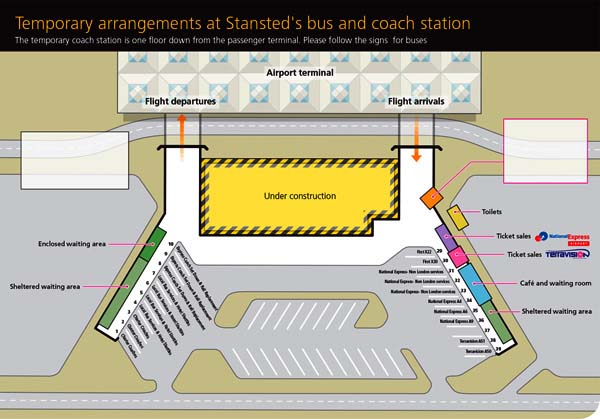 Temporary arrangements at Stansted's bus and coach station
The temporary coach station is one floor down from the passenger terminal. Please follow the signs for buses
Airport terminal
Flight departures
Flight arrivals
Under construction
Toilets
Ticket sales
National Express
AIRPORT
Ticket sales
TERRAVISION
Café and waiting room
Sheltered waiting area
Enclosed waiting area
Sheltered waiting area
10
9
8
7
6
5
4
3
2
1
First X22 29
First X30 30
National Express - Non London services 31
National Express - Non London services 32
National Express - Non London services 33
National Express A4 34
National Express A6 35
National Express A9 36
37
Terravision A51 38
Terravision A50 39